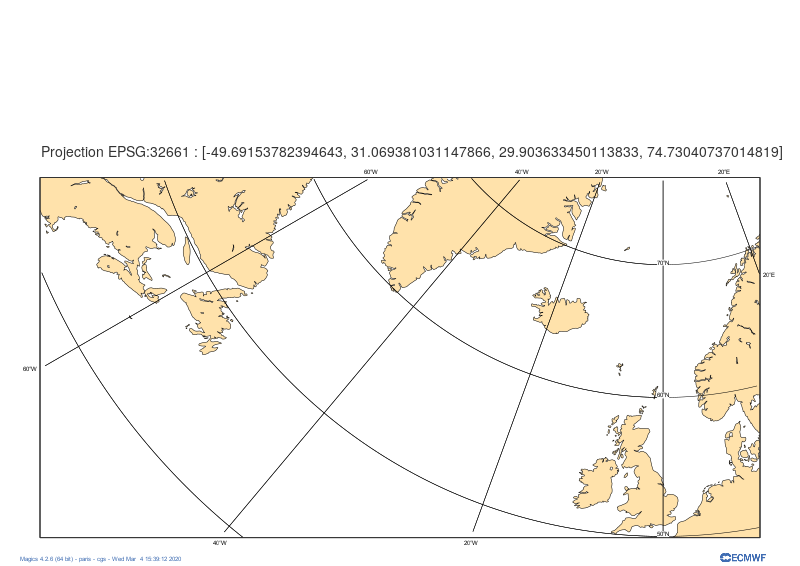 Projection EPSG:32661 : [-49.69153782394643, 31.069381031147866, 29.903633450113833, 74.73040737014819]
60°W 40°W 20°W 20°E
70°N
20°E
60°W
60°N
50°N
40°W 20°W
Magics 4.2.6 (64 bit) - paris - cgs - Wed Mar 4 15:39:12 2020
ECMWF